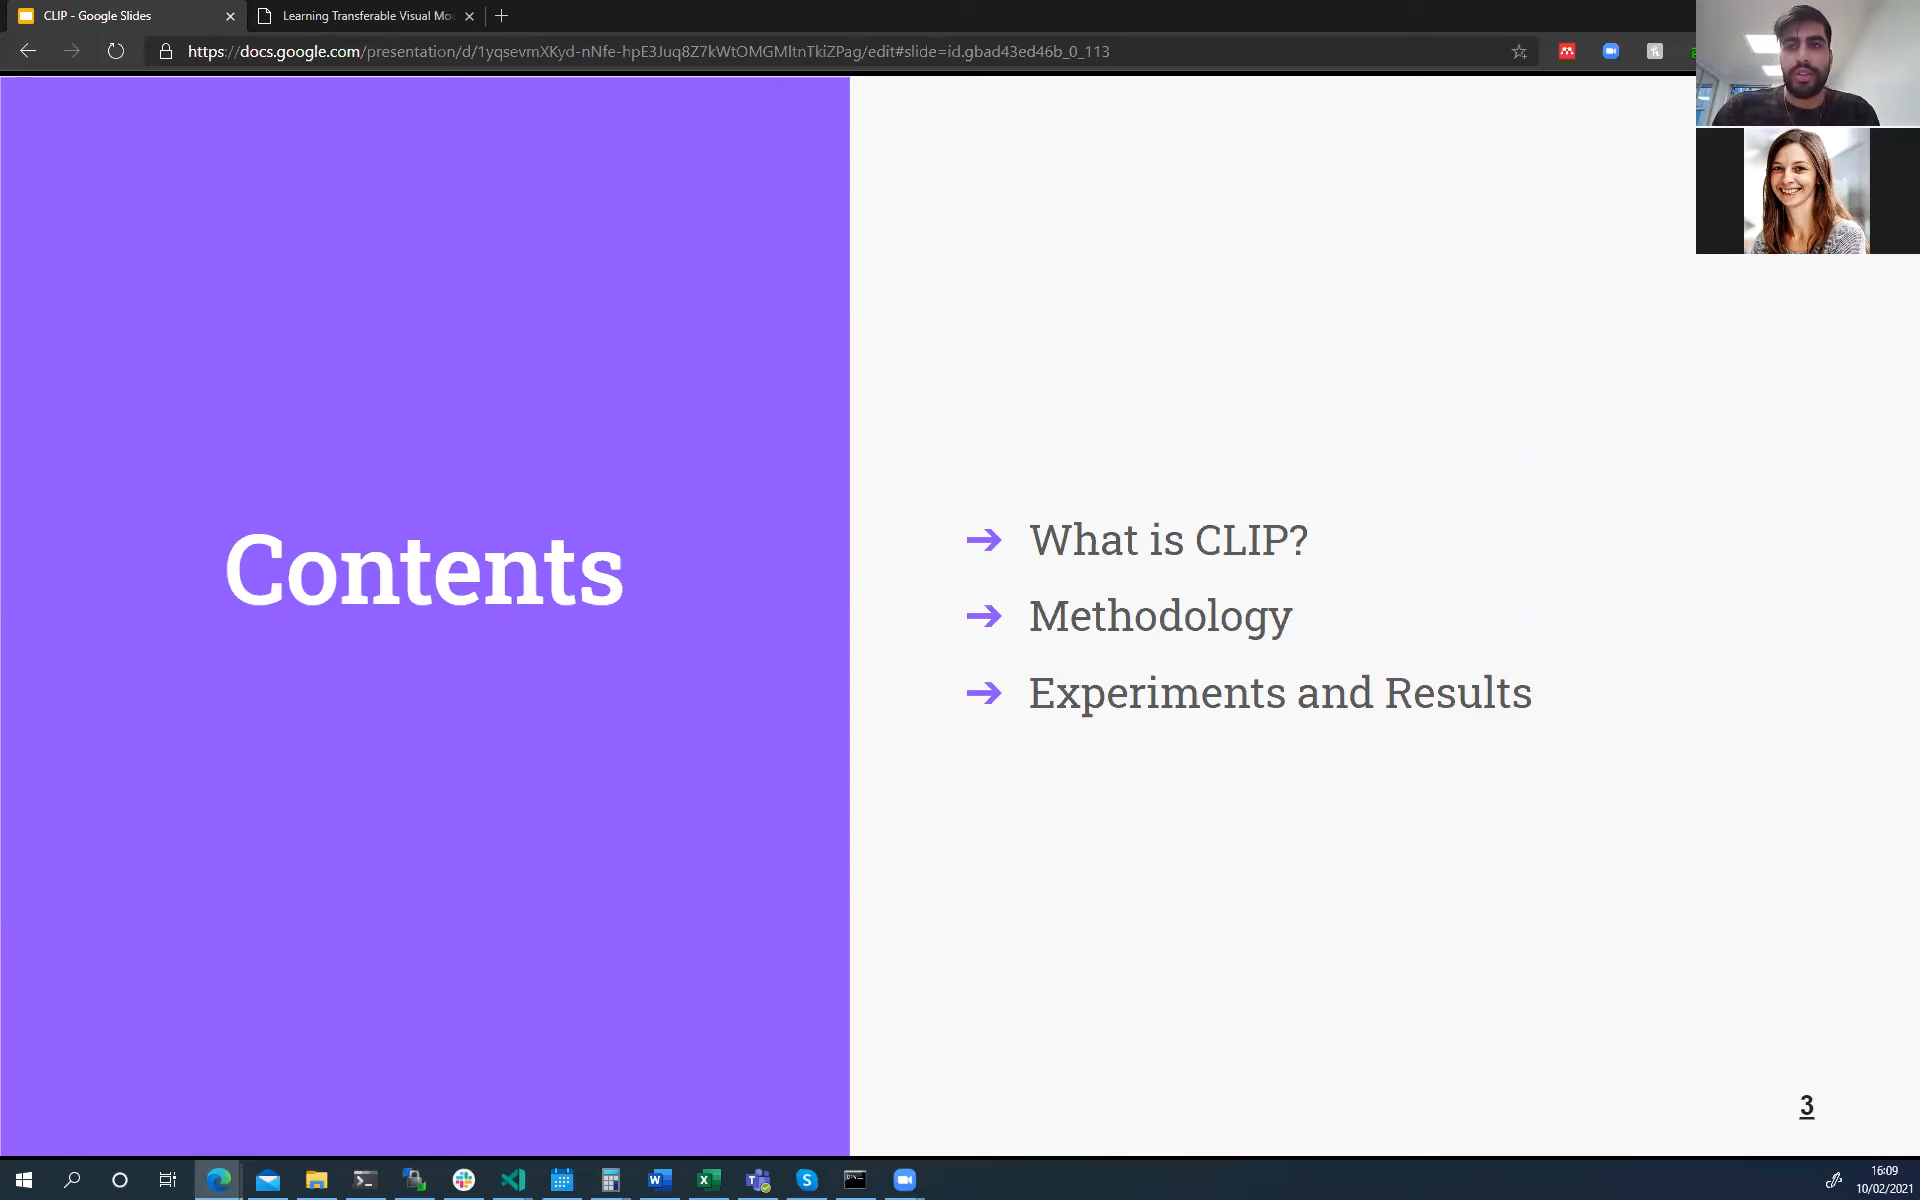 CLIP - Google Slides
Learning Transferable Visual Mo
https://docs.google.com/presentation/d/1yqsevmXKyd-nNfe-hpE3Juq8Z7kWtOMGMltnTkiZPag/edit#slide=id.gbad43ed46b_0_113
Contents
What is CLIP?
Methodology
Experiments and Results
3
16:09
10/02/2021